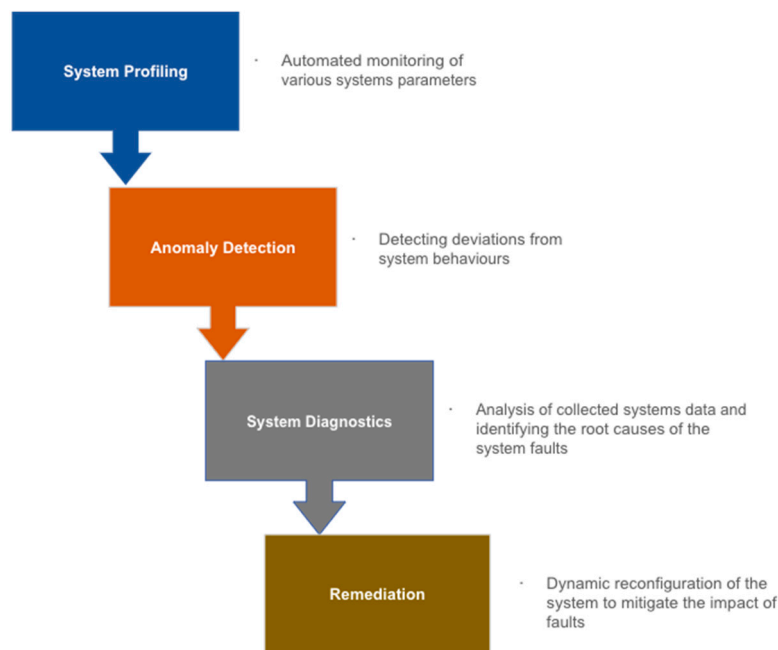 System Profiling
· Automated monitoring of
various systems parameters
Anomaly Detection
· Detecting deviations from
system behaviours
System Diagnostics
· Analysis of collected systems data and
identifying the root causes of the
system faults
Remediation
· Dynamic reconfiguration of the
system to mitigate the impact of
faults